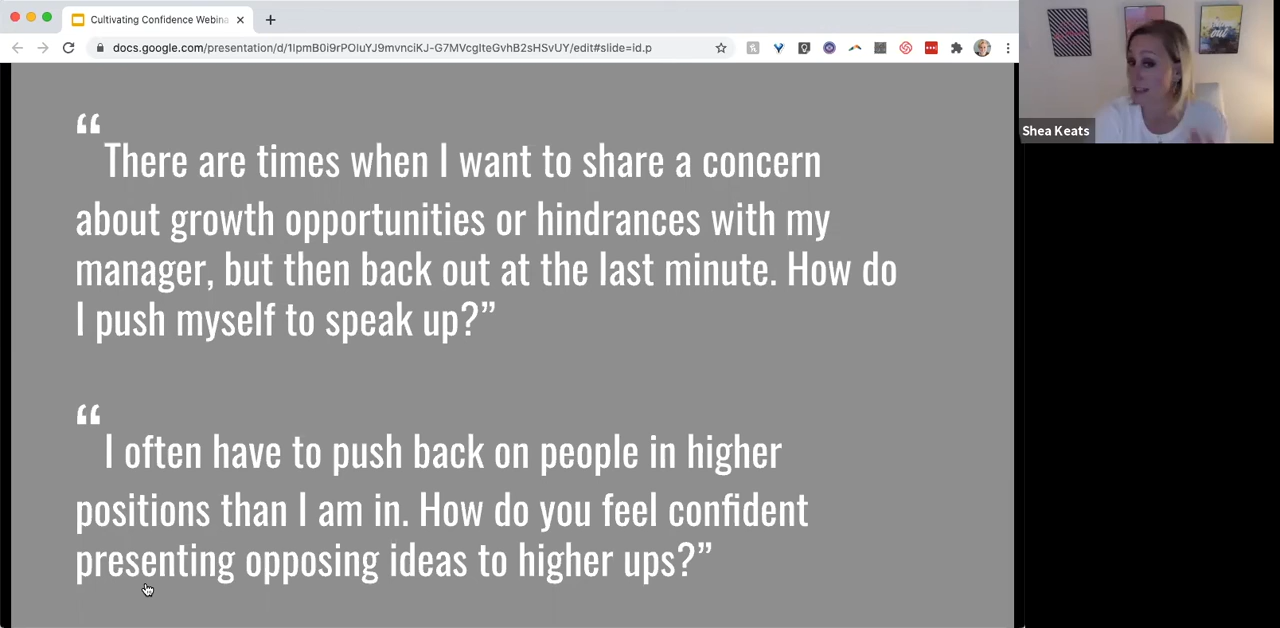 Cultivating Confidence Webina
docs.google.com/presentation/d/1lpmB0i9rPOIuYJ9mvnciKJ-G7MVcgIteGvhB2sHSvUY/edit#slide=id.p
Shea Keats
“There are times when I want to share a concern
about growth opportunities or hindrances with my
manager, but then back out at the last minute. How do
I push myself to speak up?”
“I often have to push back on people in higher
positions than I am in. How do you feel confident
presenting opposing ideas to higher ups?”